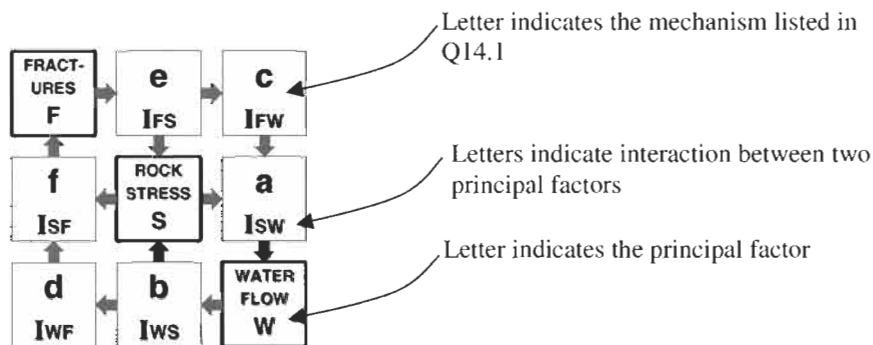 Letter indicates the mechanism listed in
Q14.1
FRACT-
URES
F
e
IFS
c
IFW
f
ISF
ROCK
STRESS
S
a
ISW
Letters indicate interaction between two
principal factors
d
IWF
b
IWS
WATER
FLOW
W
Letter indicates the principal factor